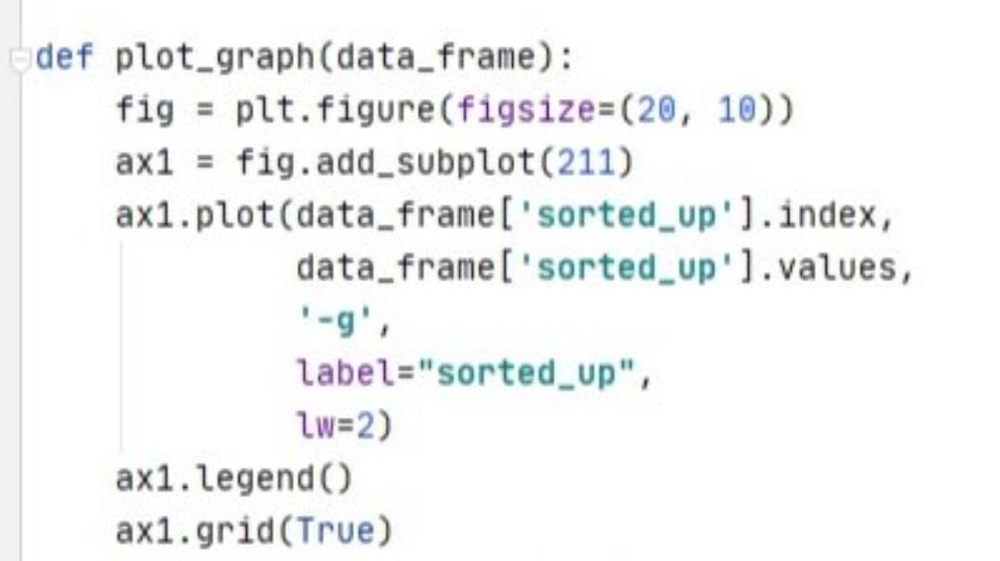 def plot_graph(data_frame):
    fig = plt.figure(figsize=(20, 10))
    ax1 = fig.add_subplot(211)
    ax1.plot(data_frame['sorted_up'].index,
             data_frame['sorted_up'].values,
             '-g',
             label="sorted_up",
             lw=2)
    ax1.legend()
    ax1.grid(True)